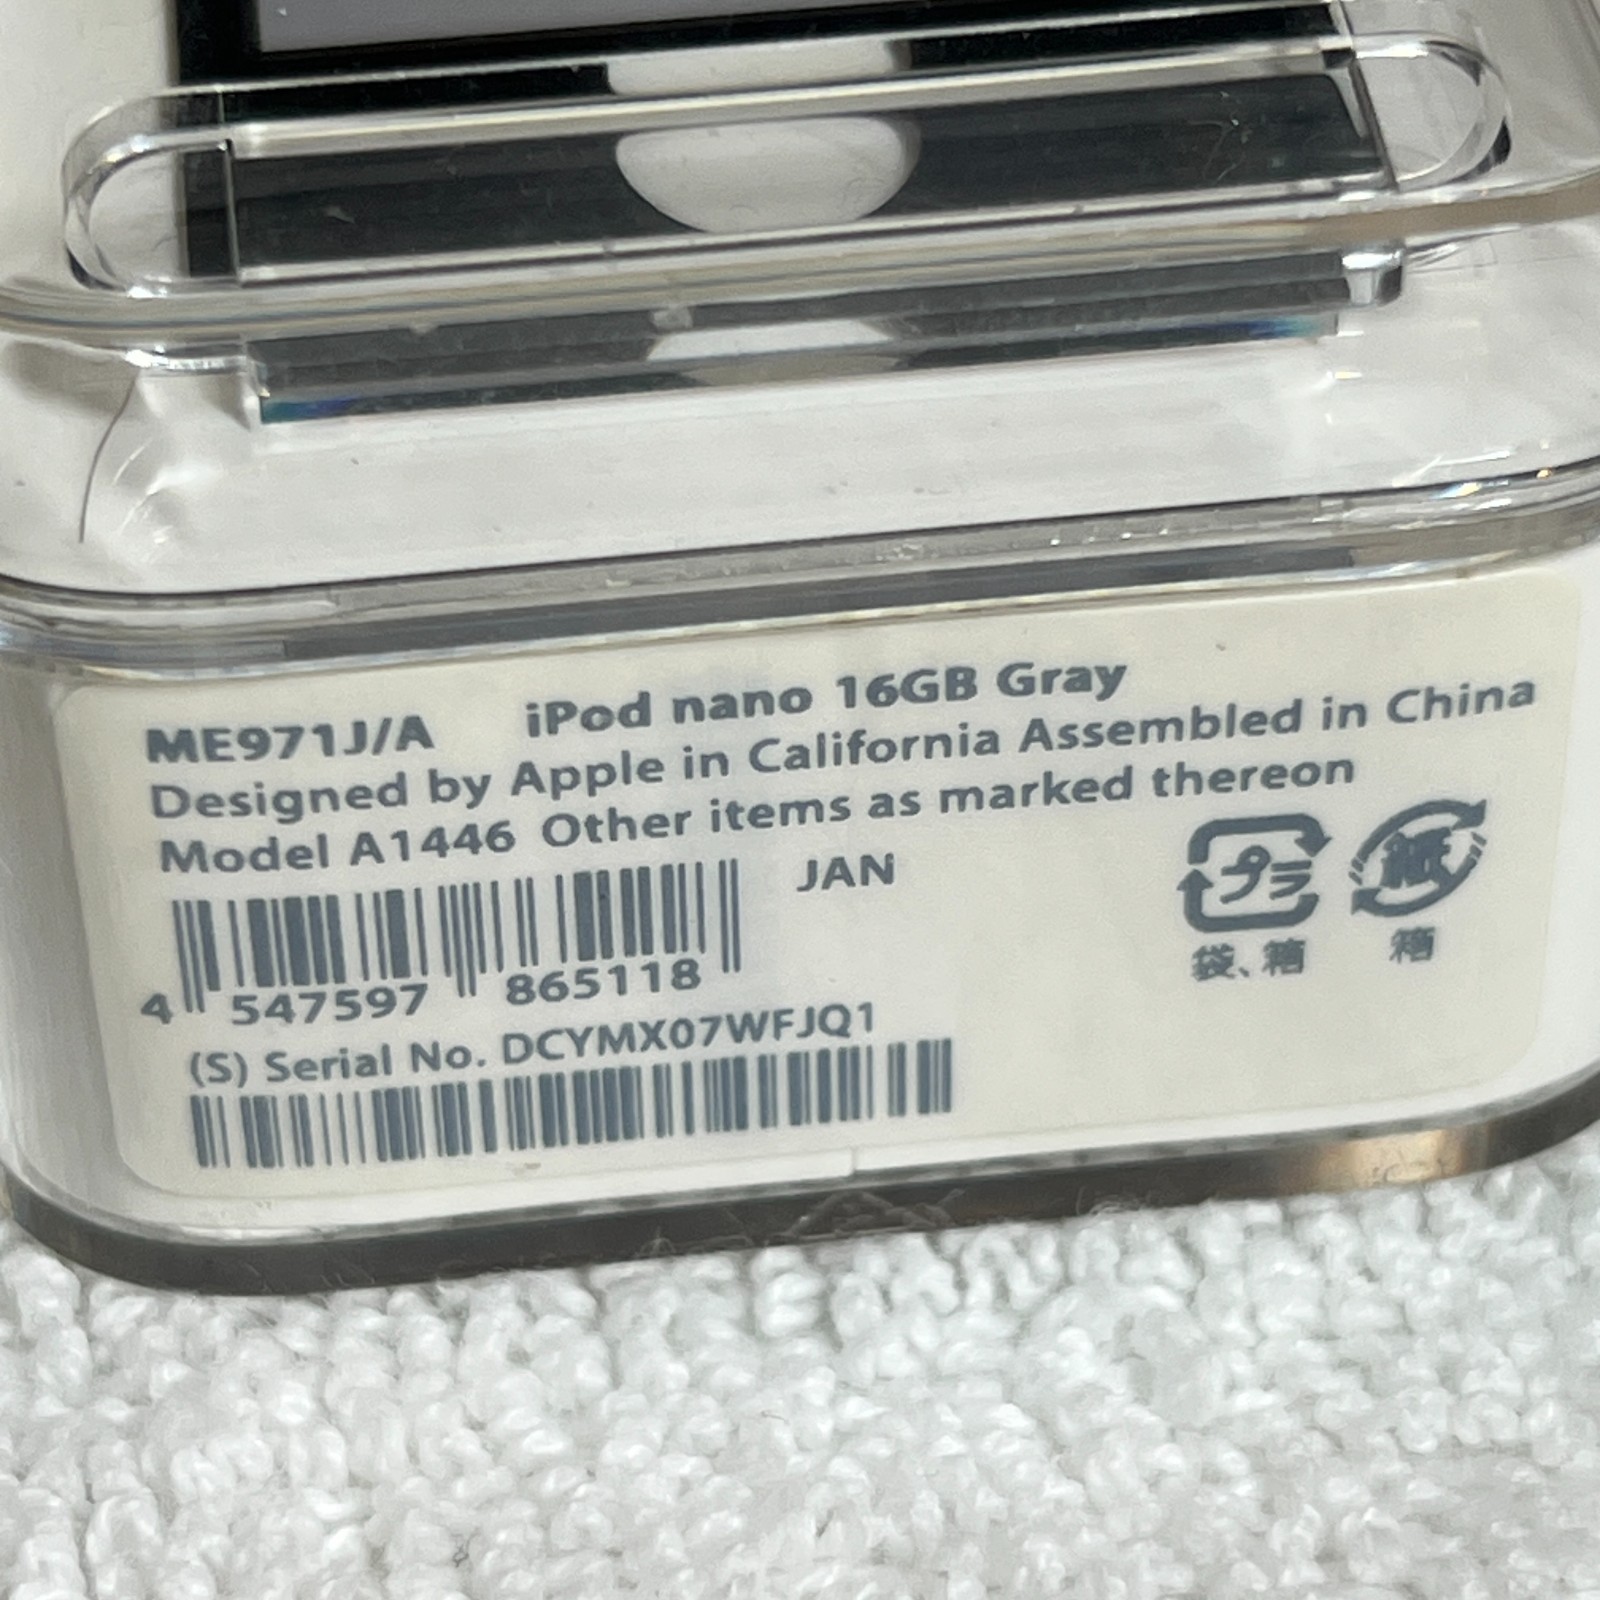 ME971J/A iPod nano 16GB Gray
Designed by Apple in California Assembled in China
Model A1446 Other items as marked thereon
JAN
プラ
紙
袋、箱
箱
4 547597 865118
(S) Serial No. DCYMX07WFJQ1